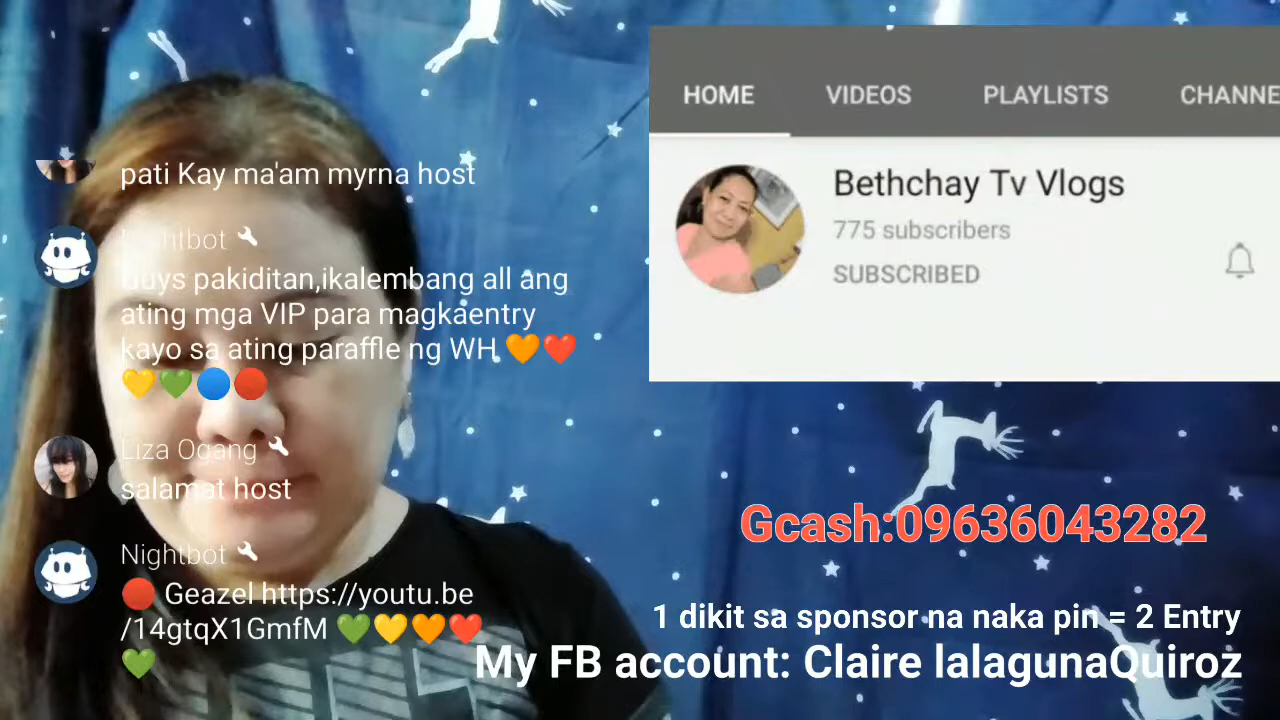 pati Kay ma'am myrna host
Nightbot
Guys pakiditan,ikalembang all ang
ating mga VIP para magkaentry
kayo sa ating paraffle ng WH 🧡❤️
💛💚🔵🔴
Liza Ogang
salamat host
Nightbot
🔴 Geazel https://youtu.be
/14gtqX1GmfM 💚💛🧡❤️
💚
HOME VIDEOS PLAYLISTS CHANNE
Bethchay Tv Vlogs
775 subscribers
SUBSCRIBED
Gcash:09636043282
1 dikit sa sponsor na naka pin = 2 Entry
My FB account: Claire lalagunaQuiroz